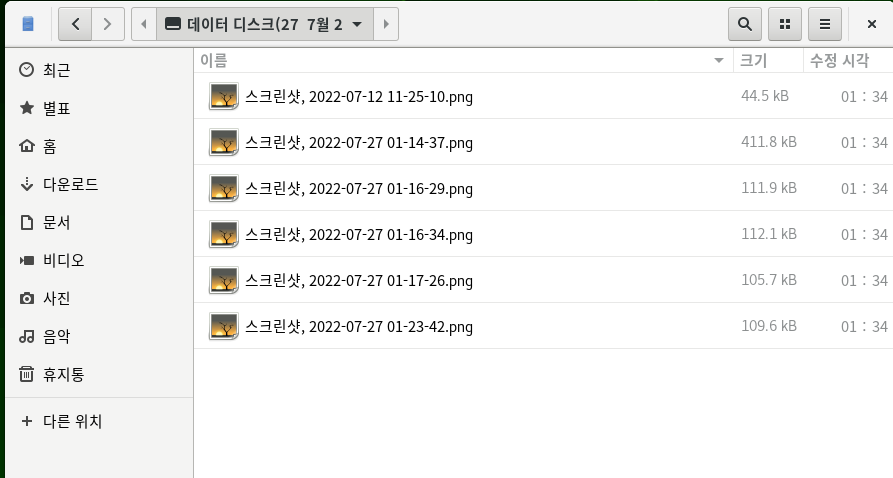 데이터 디스크(27 7월 2
이름 크기 수정 시각
최근
별표
홈
다운로드
문서
비디오
사진
음악
휴지통
다른 위치
스크린샷, 2022-07-12 11-25-10.png 44.5 kB 01 : 34
스크린샷, 2022-07-27 01-14-37.png 411.8 kB 01 : 34
스크린샷, 2022-07-27 01-16-29.png 111.9 kB 01 : 34
스크린샷, 2022-07-27 01-16-34.png 112.1 kB 01 : 34
스크린샷, 2022-07-27 01-17-26.png 105.7 kB 01 : 34
스크린샷, 2022-07-27 01-23-42.png 109.6 kB 01 : 34